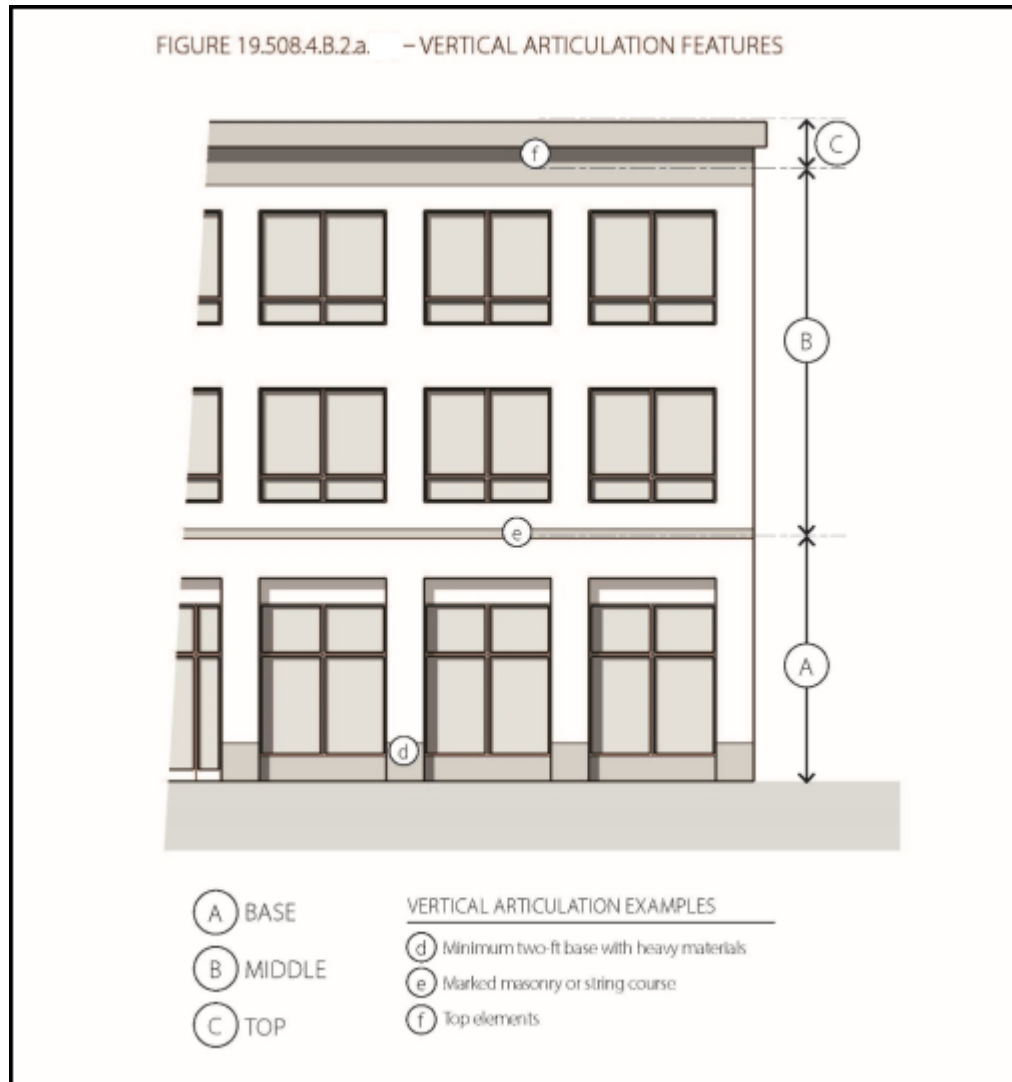 FIGURE 19.508.4.B.2.a. – VERTICAL ARTICULATION FEATURES
C
f
B
e
A
d
A BASE
B MIDDLE
C TOP
VERTICAL ARTICULATION EXAMPLES
d Minimum two-ft base with heavy materials
e Marked masonry or string course
f Top elements